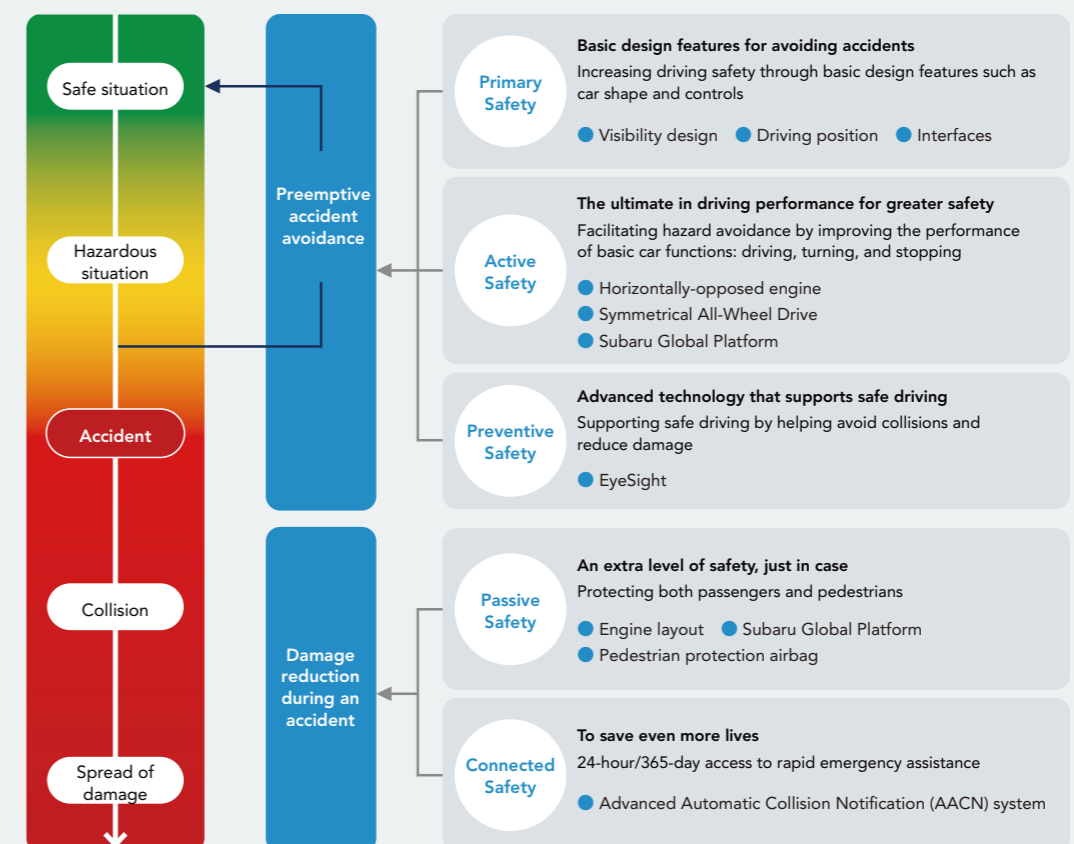 Safe situation
Hazardous
situation
Accident
Collision
Spread of
damage
Preemptive
accident
avoidance
Damage
reduction
during an
accident
Primary
Safety
Basic design features for avoiding accidents
Increasing driving safety through basic design features such as
car shape and controls
Visibility design Driving position Interfaces
Active
Safety
The ultimate in driving performance for greater safety
Facilitating hazard avoidance by improving the performance
of basic car functions: driving, turning, and stopping
Horizontally-opposed engine
Symmetrical All-Wheel Drive
Subaru Global Platform
Preventive
Safety
Advanced technology that supports safe driving
Supporting safe driving by helping avoid collisions and
reduce damage
EyeSight
Passive
Safety
An extra level of safety, just in case
Protecting both passengers and pedestrians
Engine layout Subaru Global Platform
Pedestrian protection airbag
Connected
Safety
To save even more lives
24-hour/365-day access to rapid emergency assistance
Advanced Automatic Collision Notification (AACN) system